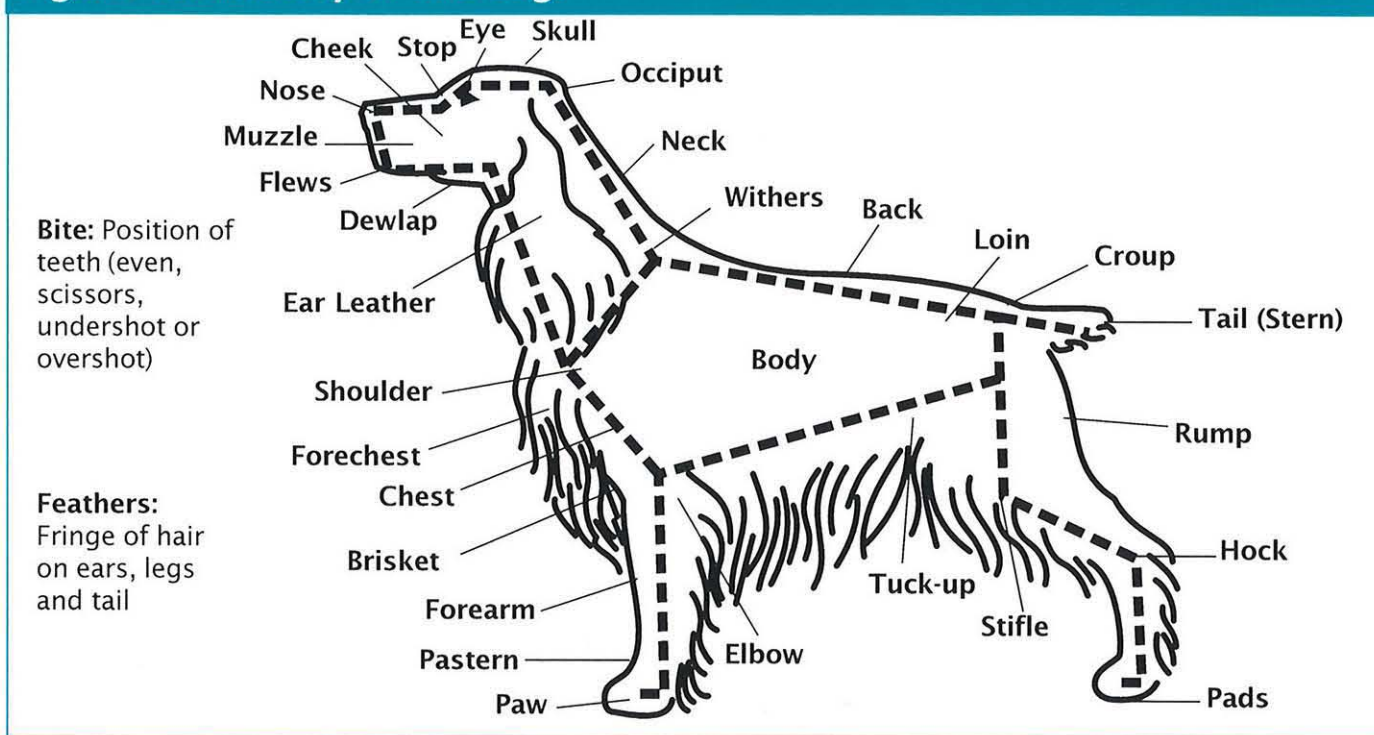 Eye
Skull
Stop
Cheek
Occiput
Nose
Muzzle
Neck
Flews
Withers
Dewlap
Back
Loin
Croup
Bite: Position of
teeth (even,
scissors,
undershot or
overshot)
Ear Leather
Tail (Stern)
Body
Shoulder
Rump
Forechest
Chest
Feathers:
Fringe of hair
on ears, legs
and tail
Brisket
Hock
Tuck-up
Forearm
Stifle
Elbow
Pastern
Paw
Pads